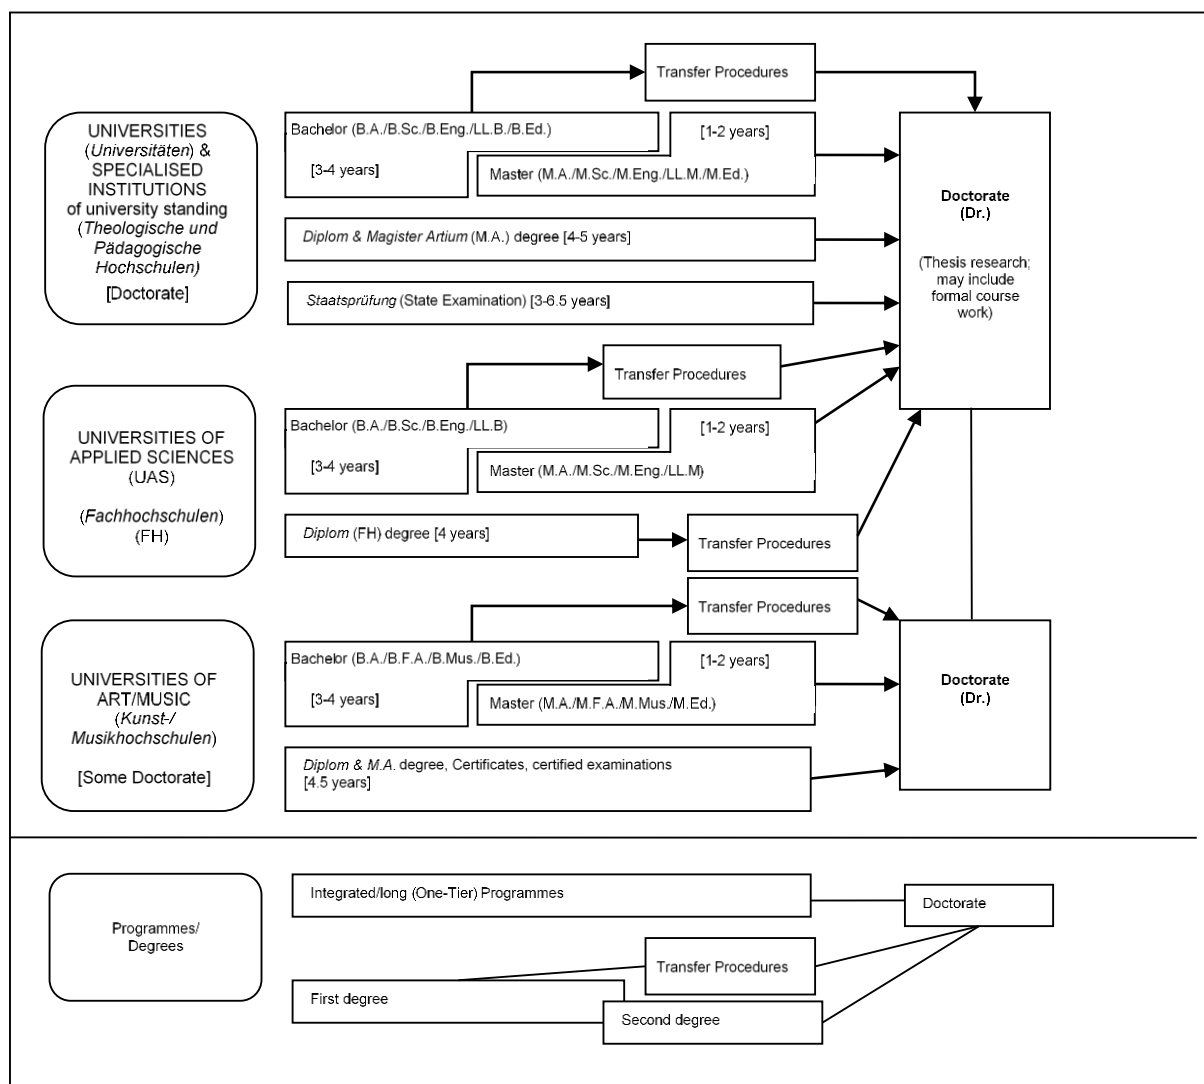 Transfer Procedures
UNIVERSITIES
(Universitäten) &
SPECIALISED
INSTITUTIONS
of university standing
(Theologische und
Pädagogische
Hochschulen)
[Doctorate]
Bachelor (B.A./B.Sc./B.Eng./LL.B./B.Ed.)
[3-4 years]
[1-2 years]
Master (M.A./M.Sc./M.Eng./LL.M./M.Ed.)
Diplom & Magister Artium (M.A.) degree [4-5 years]
Staatsprüfung (State Examination) [3-6.5 years]
Doctorate
(Dr.)
(Thesis research;
may include
formal course
work)
Transfer Procedures
UNIVERSITIES OF
APPLIED SCIENCES
(UAS)
(Fachhochschulen)
(FH)
Bachelor (B.A./B.Sc./B.Eng./LL.B)
[3-4 years]
[1-2 years]
Master (M.A./M.Sc./M.Eng./LL.M)
Diplom (FH) degree [4 years]
Transfer Procedures
Transfer Procedures
UNIVERSITIES OF
ART/MUSIC
(Kunst-/
Musikhochschulen)
[Some Doctorate]
Bachelor (B.A./B.F.A./B.Mus./B.Ed.)
[3-4 years]
[1-2 years]
Master (M.A./M.F.A./M.Mus./M.Ed.)
Diplom & M.A. degree, Certificates, certified examinations
[4.5 years]
Doctorate
(Dr.)
Programmes/
Degrees
Integrated/long (One-Tier) Programmes
Doctorate
Transfer Procedures
First degree
Second degree